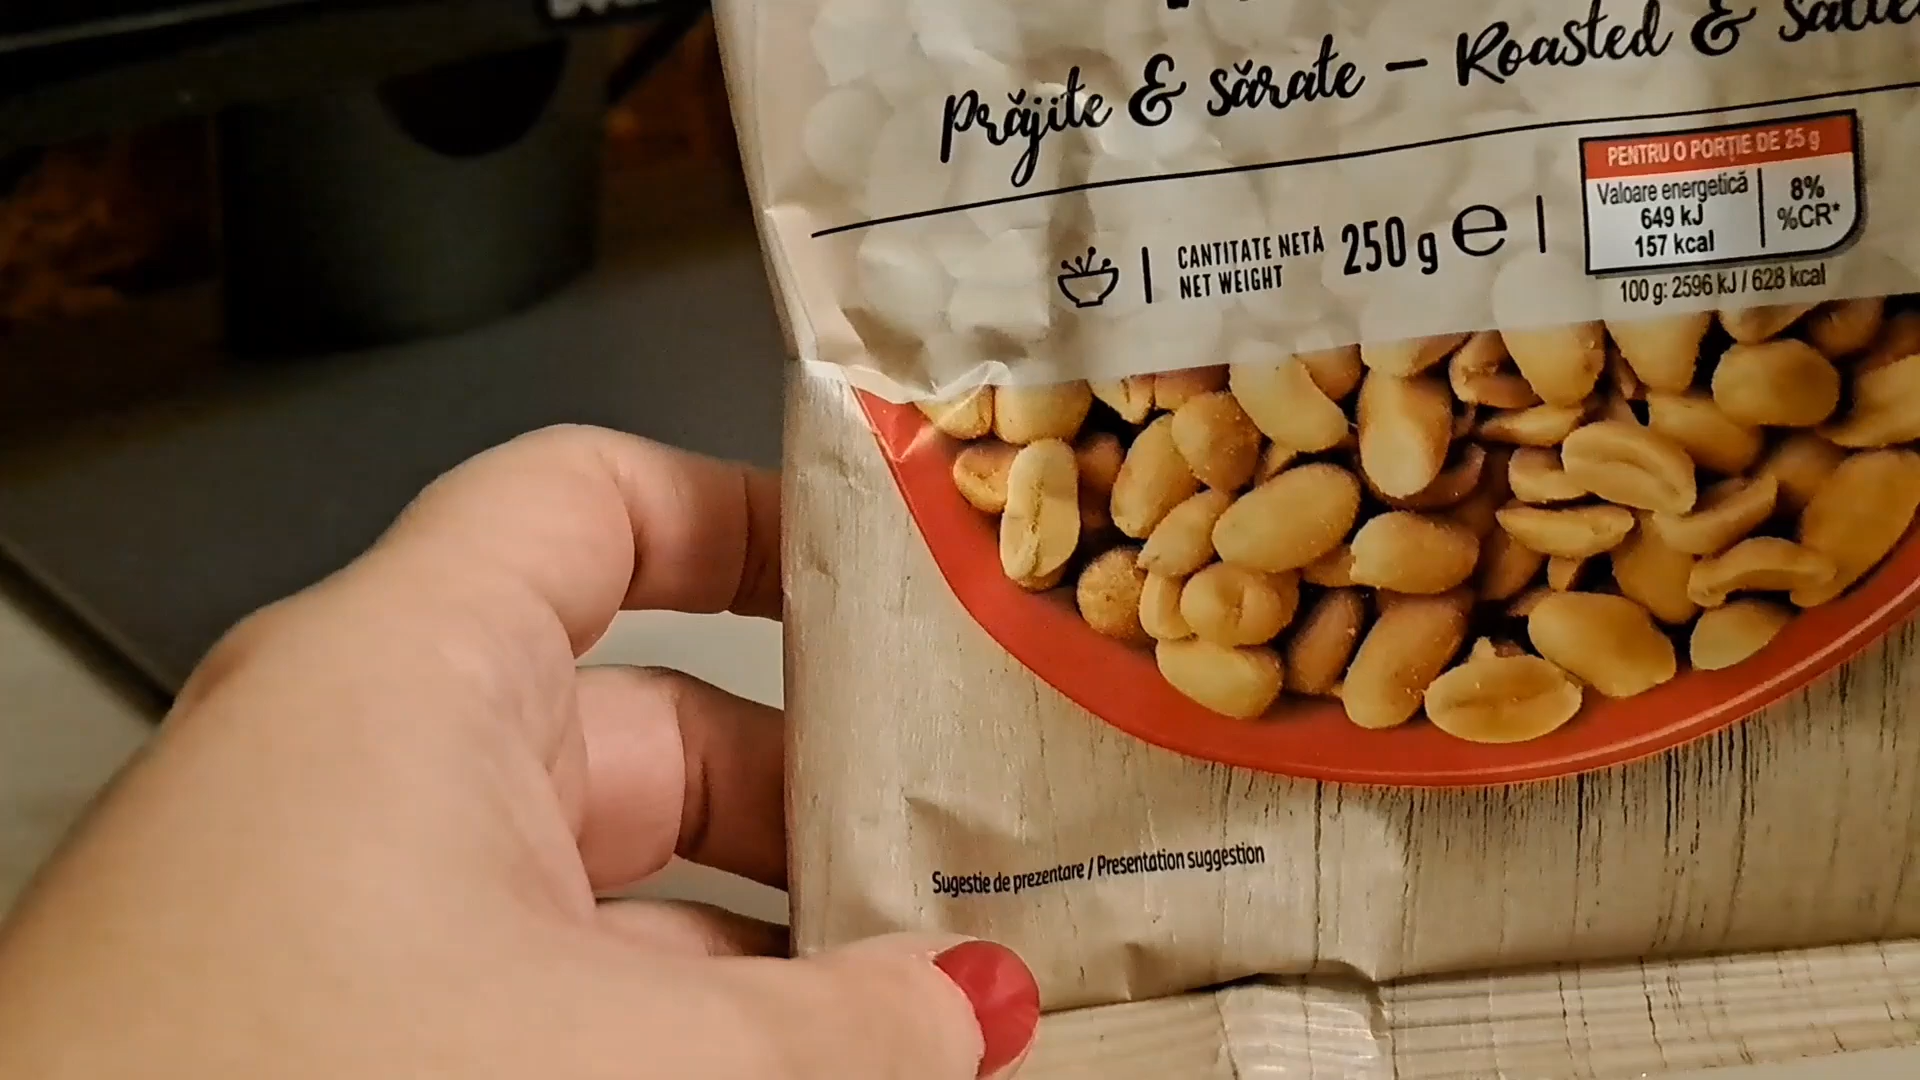 Prăjite & sărate - Roasted & salted
PENTRU O PORȚIE DE 25 g
Valoare energetică
649 kJ
157 kcal
8%
%CR*
CANTITATE NETĂ
NET WEIGHT
250 g e
100 g: 2596 kJ / 628 kcal
Sugestie de prezentare / Presentation suggestion